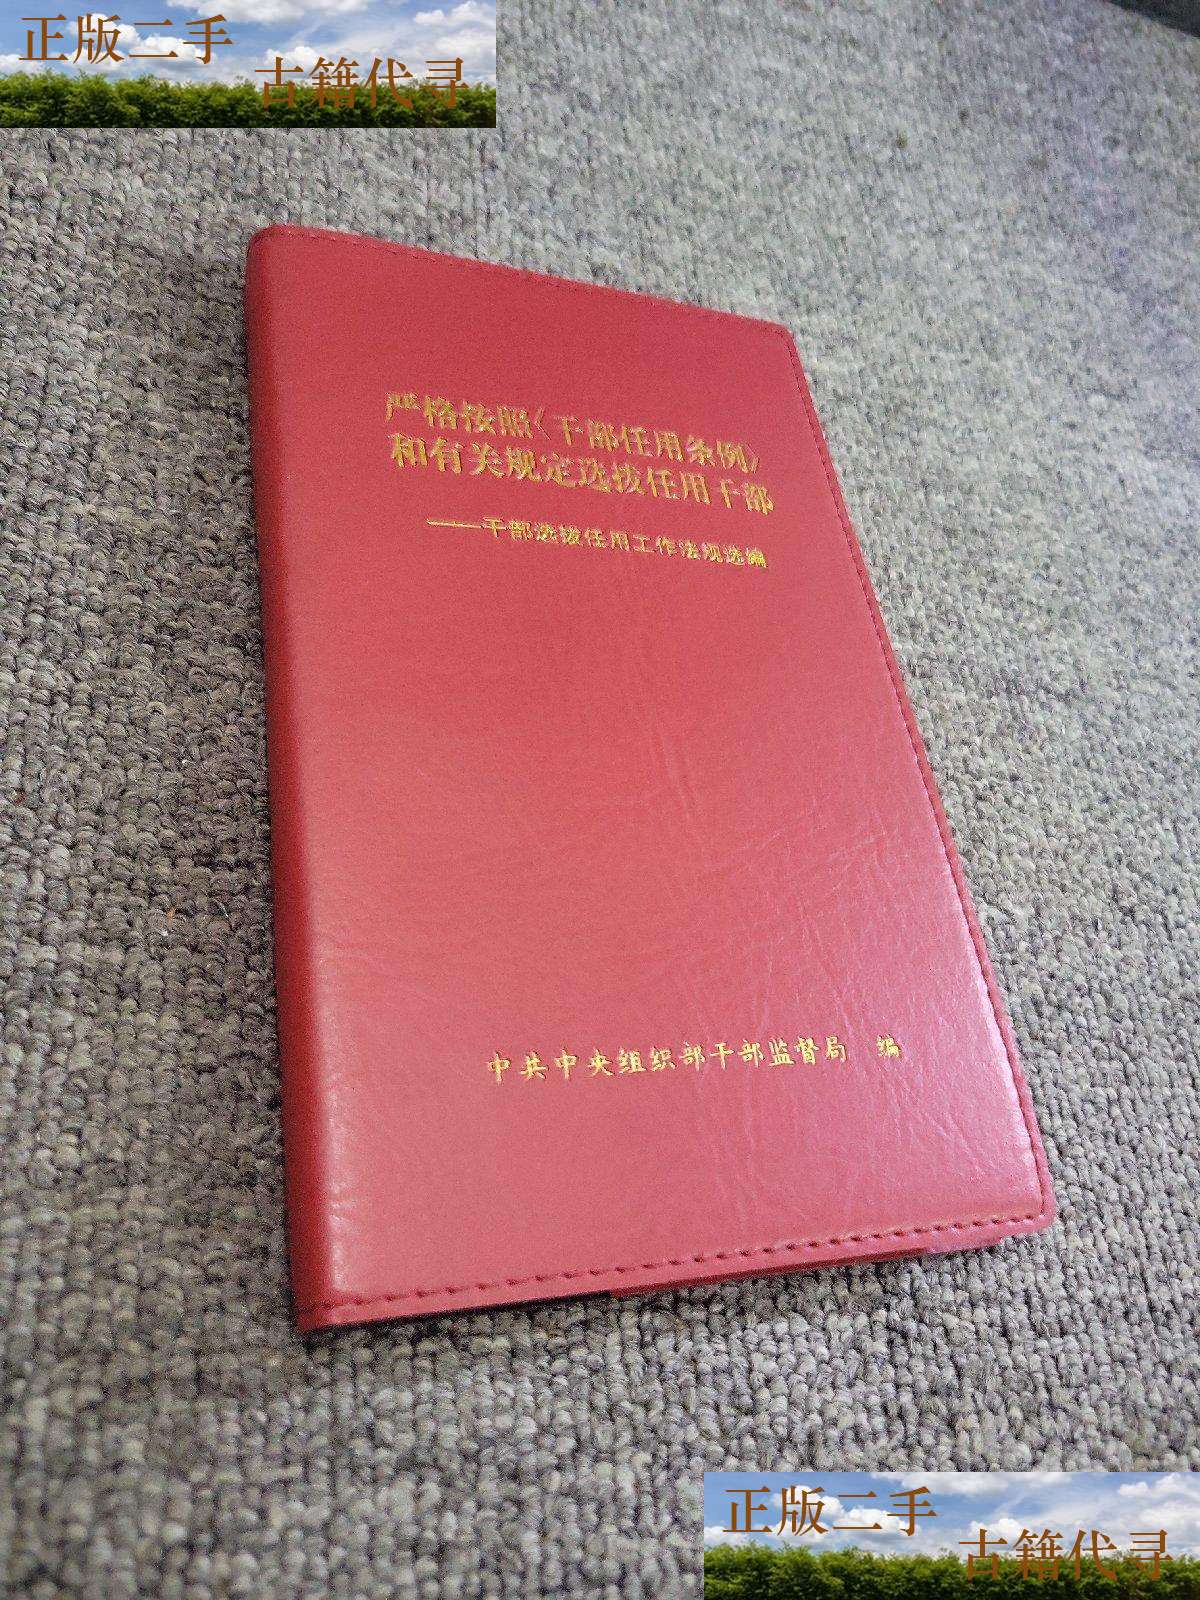 正版二手
古籍代寻
严格按照《干部任用条例》
和有关规定选拔任用干部
——干部选拔任用工作法规选编
中共中央组织部干部监督局 编
正版二手
古籍代寻